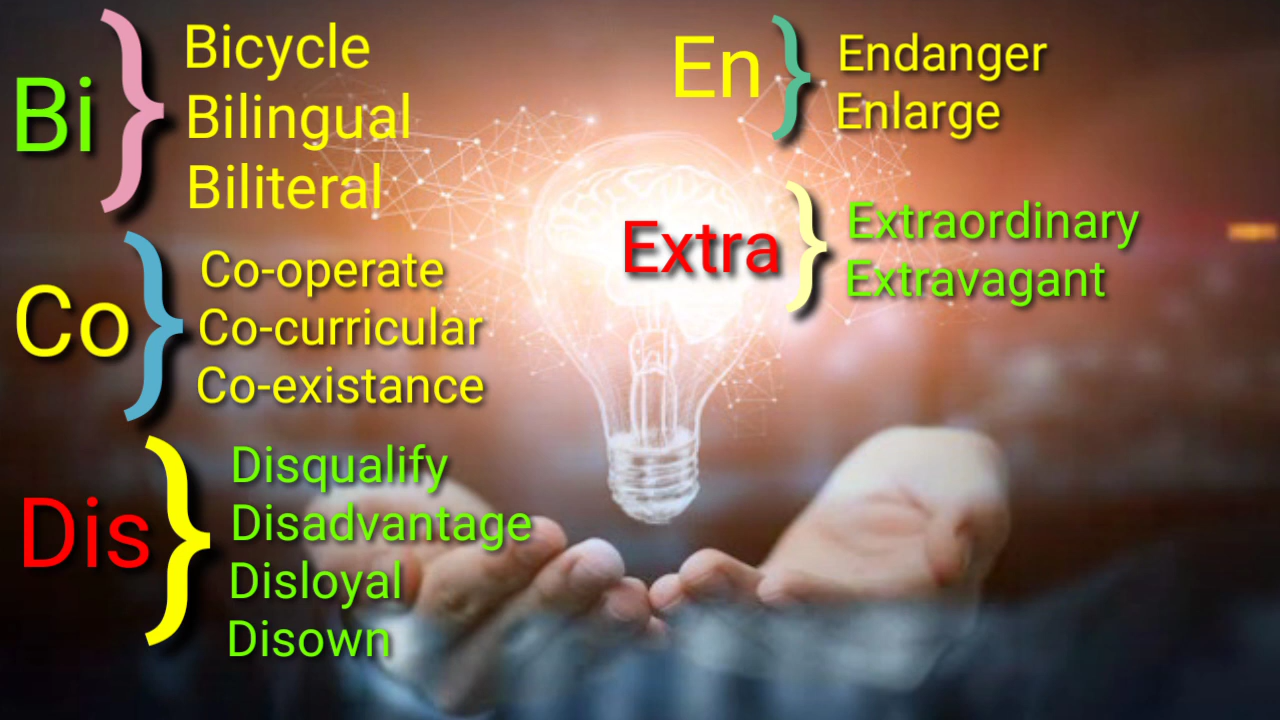 Bi
Bicycle
Bilingual
Biliteral
Co
Co-operate
Co-curricular
Co-existance
Dis
Disqualify
Disadvantage
Disloyal
Disown
En
Endanger
Enlarge
Extra
Extraordinary
Extravagant